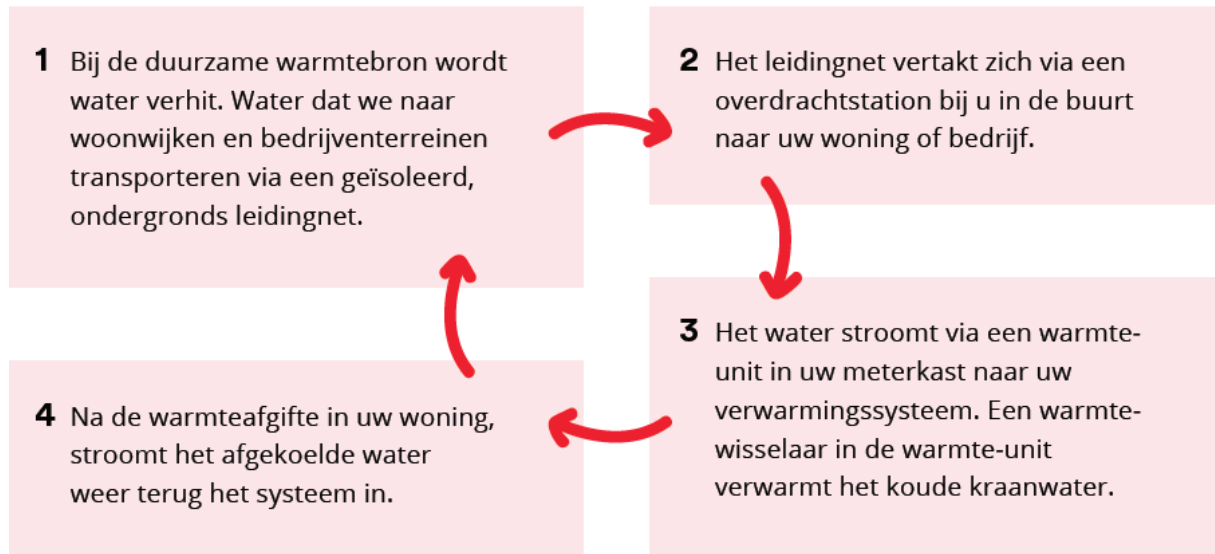 1 Bij de duurzame warmtebron wordt
water verhit. Water dat we naar
woonwijken en bedrijventerreinen
transporteren via een geïsoleerd,
ondergronds leidingnet.
2 Het leidingnet vertakt zich via een
overdrachtstation bij u in de buurt
naar uw woning of bedrijf.
3 Het water stroomt via een warmte-
unit in uw meterkast naar uw
verwarmingssysteem. Een warmte-
wisselaar in de warmte-unit
verwarmt het koude kraanwater.
4 Na de warmteafgifte in uw woning,
stroomt het afgekoelde water
weer terug het systeem in.